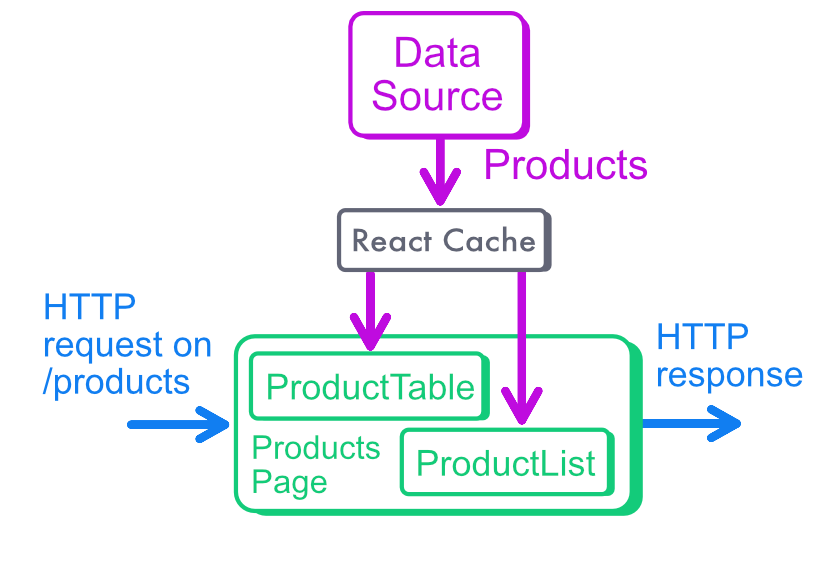 Data
Source
Products
React Cache
HTTP
request on
/products
HTTP
response
ProductTable
Products
Page
ProductList